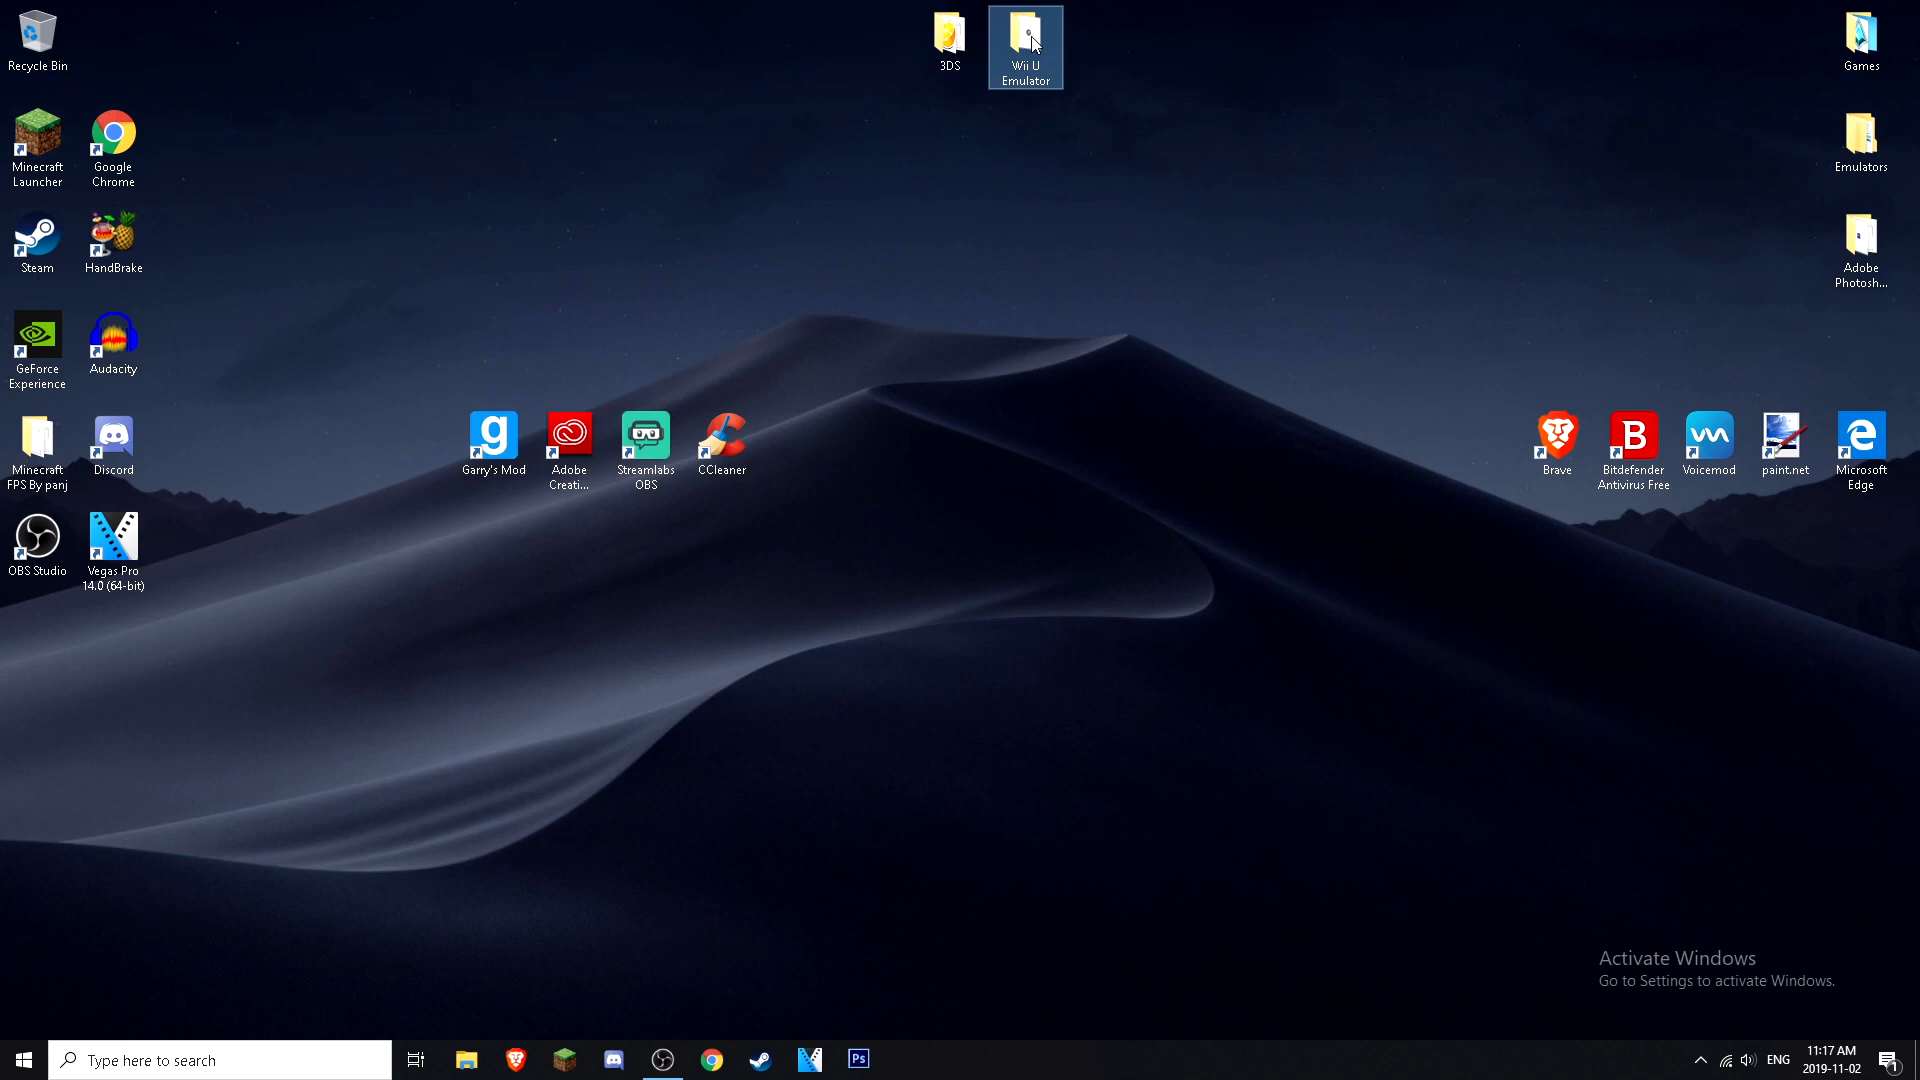 Recycle Bin
3DS
Wii U
Emulator
Games
Minecraft
Launcher
Google
Chrome
Emulators
Steam
HandBrake
Adobe
Photosh...
GeForce
Experience
Audacity
Minecraft
FPS By panj
Discord
g
Garry's Mod
Adobe
Creati...
Streamlabs
OBS
CCleaner
Brave
B
Bitdefender
Antivirus Free
Voicemod
paint.net
Microsoft
Edge
OBS Studio
Vegas Pro
14.0 (64-bit)
Activate Windows
Go to Settings to activate Windows.
Type here to search
Ps
ENG
11:17 AM
2019-11-02
1